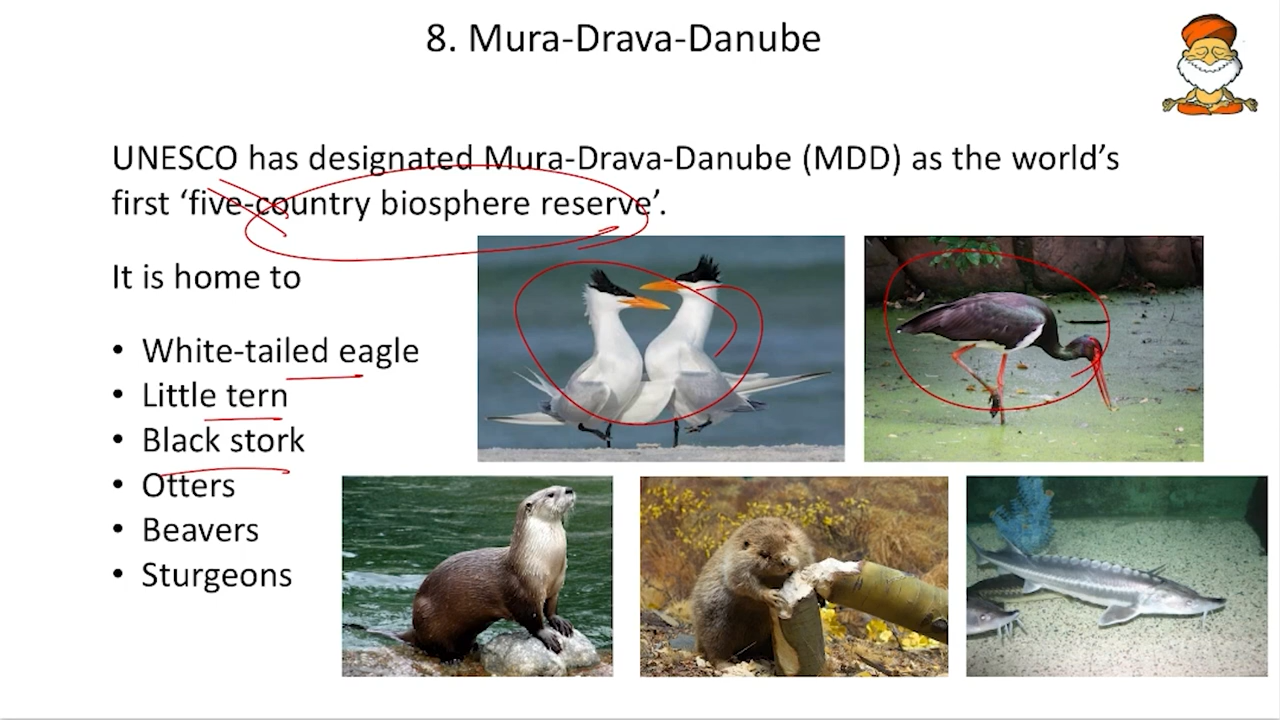 8. Mura-Drava-Danube
UNESCO has designated Mura-Drava-Danube (MDD) as the world’s
first ‘five-country biosphere reserve’.
It is home to
• White-tailed eagle
• Little tern
• Black stork
• Otters
• Beavers
• Sturgeons